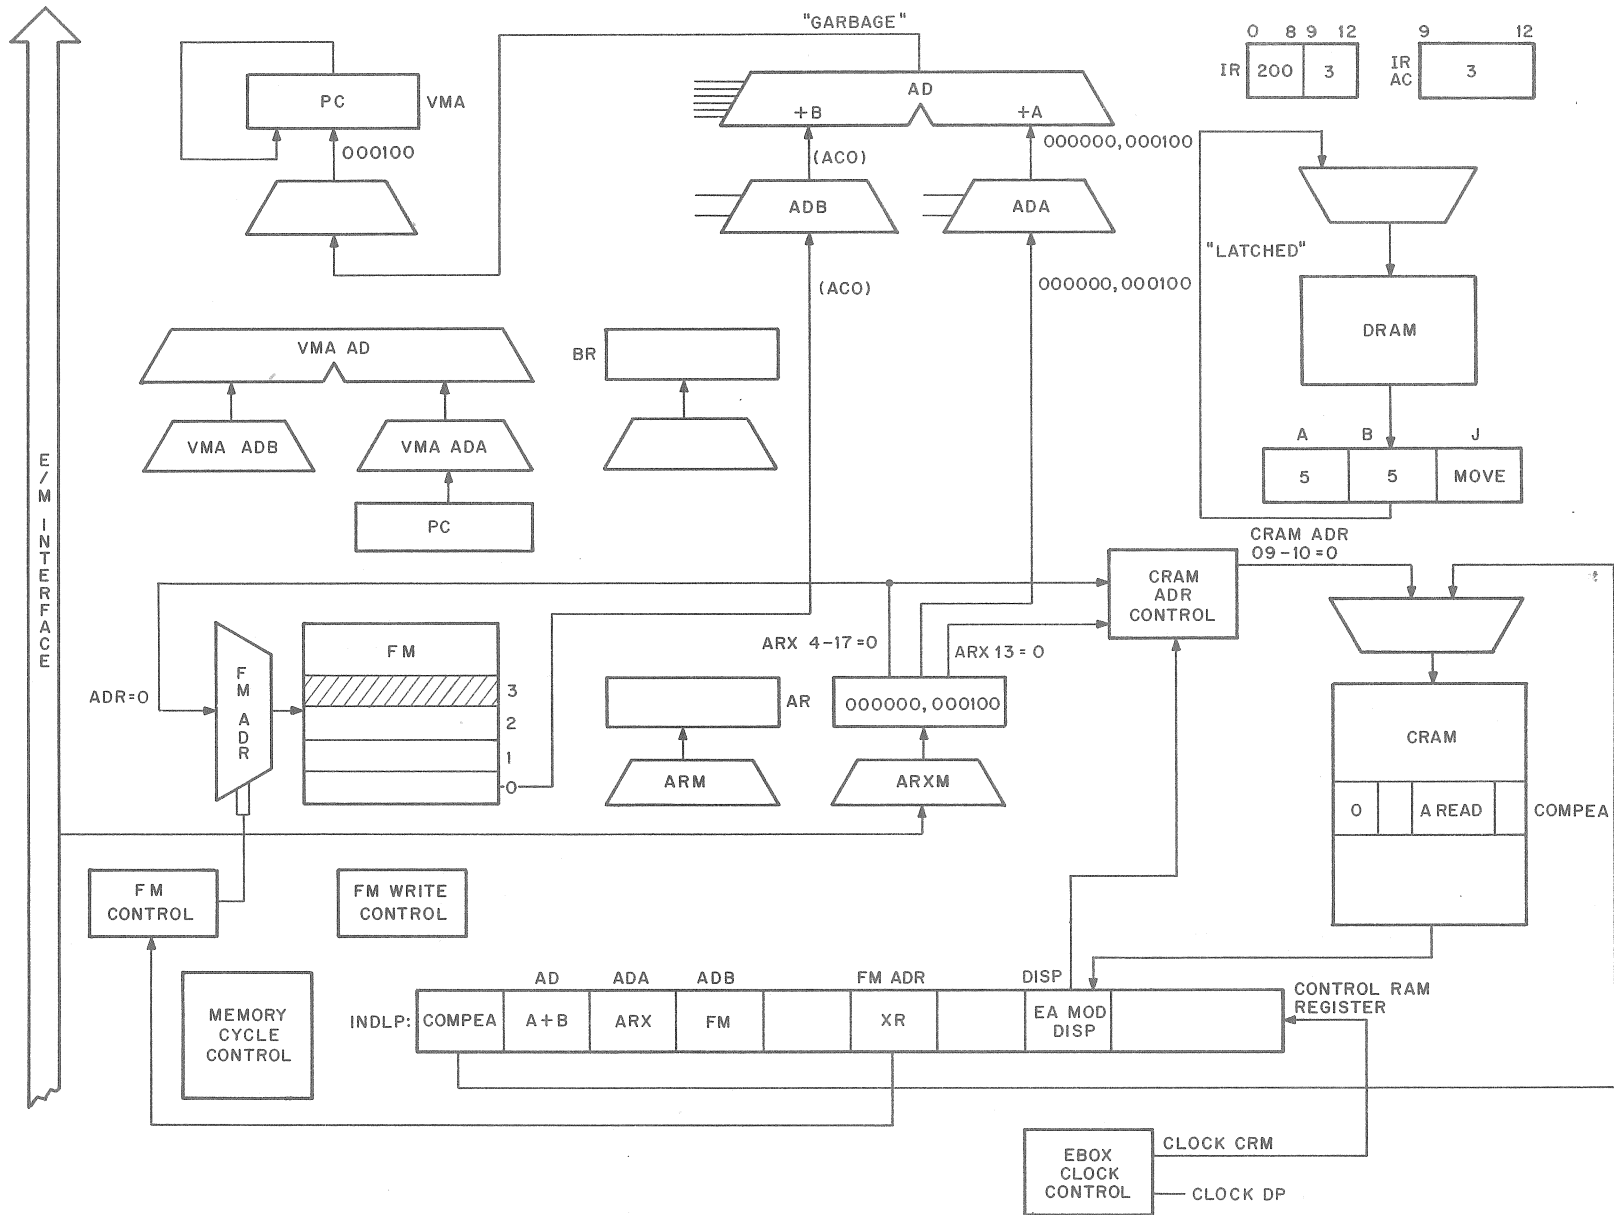 "GARBAGE"
0 8 9 12
IR 200 3
9 12
IR
AC
3
PC
VMA
AD
+B
+A
000100
(ACO)
000000,000100
ADB
ADA
"LATCHED"
(ACO)
000000,000100
DRAM
VMA AD
BR
VMA ADB
VMA ADA
A B J
5 5 MOVE
PC
CRAM ADR
09-10=0
CRAM
ADR
CONTROL
E/M INTERFACE
FM
ADR=0
FM ADR
3
2
1
0
ARX 4-17=0
ARX 13=0
AR
000000,000100
ARM
ARXM
CRAM
0 A READ COMPEA
FM
CONTROL
FM WRITE
CONTROL
MEMORY
CYCLE
CONTROL
AD ADA ADB FM ADR DISP
INDLP: COMPEA A+B ARX FM XR EA MOD
DISP
CONTROL RAM
REGISTER
EBOX
CLOCK
CONTROL
CLOCK CRM
CLOCK DP